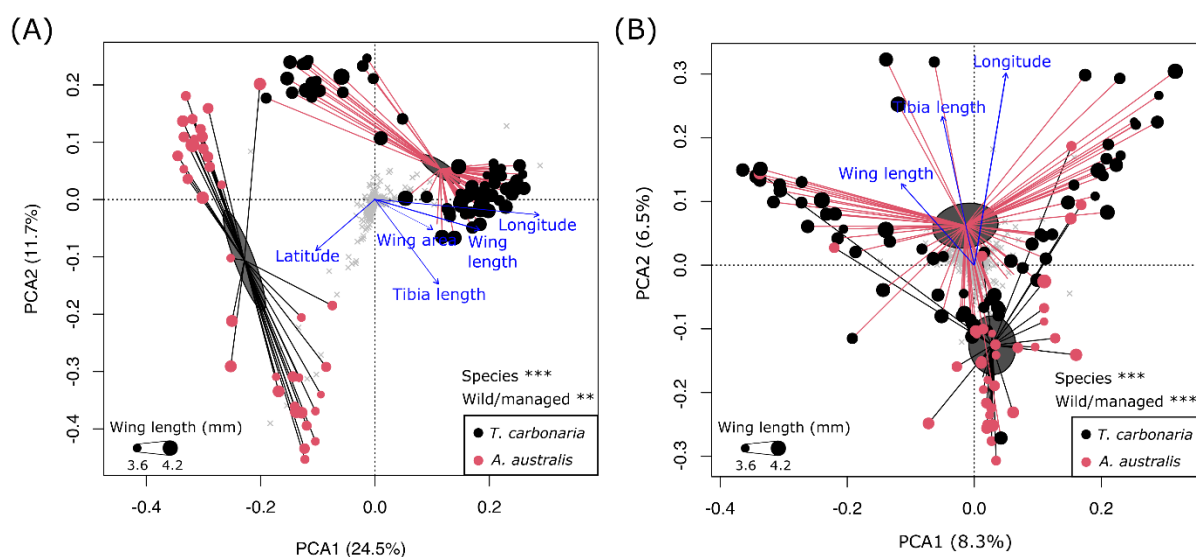 (A)
PCA2 (11.7%)
0.2
0.1
0.0
-0.1
-0.2
-0.3
-0.4
Latitude
Wing area
Wing
length
Longitude
Tibia length
Species ***
Wild/managed **
Wing length (mm)
3.6 4.2
T. carbonaria
A. australis
-0.4 -0.2 0.0 0.2
PCA1 (24.5%)
(B)
PCA2 (6.5%)
0.3
0.2
0.1
0.0
-0.1
-0.2
-0.3
Longitude
Tibia length
Wing length
Species ***
Wild/managed ***
Wing length (mm)
3.6 4.2
T. carbonaria
A. australis
-0.4 -0.2 0.0 0.2
PCA1 (8.3%)